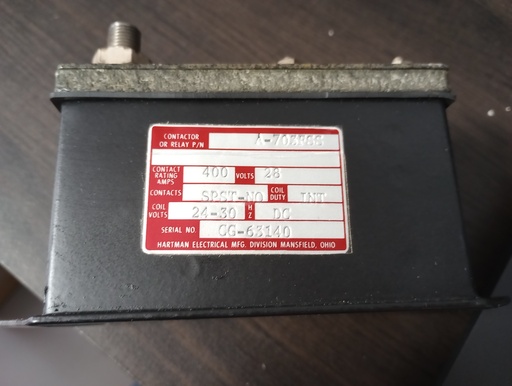 CONTACTOR OR RELAY P/N
CONTACT RATING AMPS 400 VOLTS 28
CONTACTS SPST-NO COIL DUTY INT
COIL VOLTS 24-30 HZ DC
SERIAL NO. CG-63140
HARTMAN ELECTRICAL MFG. DIVISION MANSFIELD, OHIO